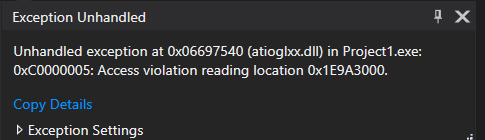 Exception Unhandled
Unhandled exception at 0x06697540 (atioglxx.dll) in Project1.exe:
0xC0000005: Access violation reading location 0x1E9A3000.
Copy Details
Exception Settings